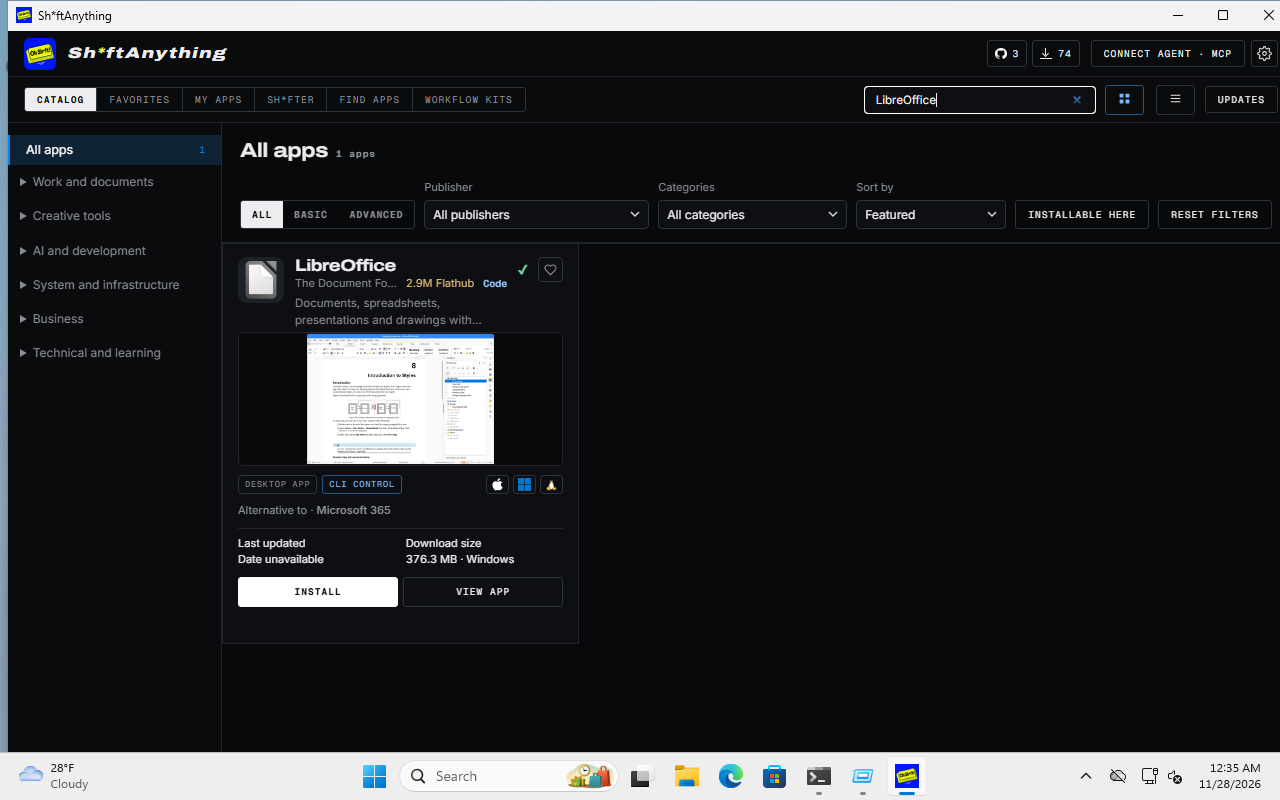 Sh*ftAnything
Sh*ftAnything
3
74
CONNECT AGENT · MCP
CATALOG
FAVORITES
MY APPS
SH*FTER
FIND APPS
WORKFLOW KITS
LibreOffice
UPDATES
All apps
1
Work and documents
Creative tools
AI and development
System and infrastructure
Business
Technical and learning
All apps 1 apps
Publisher
Categories
Sort by
ALL
BASIC
ADVANCED
All publishers
All categories
Featured
INSTALLABLE HERE
RESET FILTERS
LibreOffice
The Document Fo... 2.9M Flathub Code
Documents, spreadsheets,
presentations and drawings with...
8
Introduction to Styles
DESKTOP APP
CLI CONTROL
Alternative to · Microsoft 365
Last updated
Date unavailable
Download size
376.3 MB · Windows
INSTALL
VIEW APP
28°F
Cloudy
Search
12:35 AM
11/28/2026